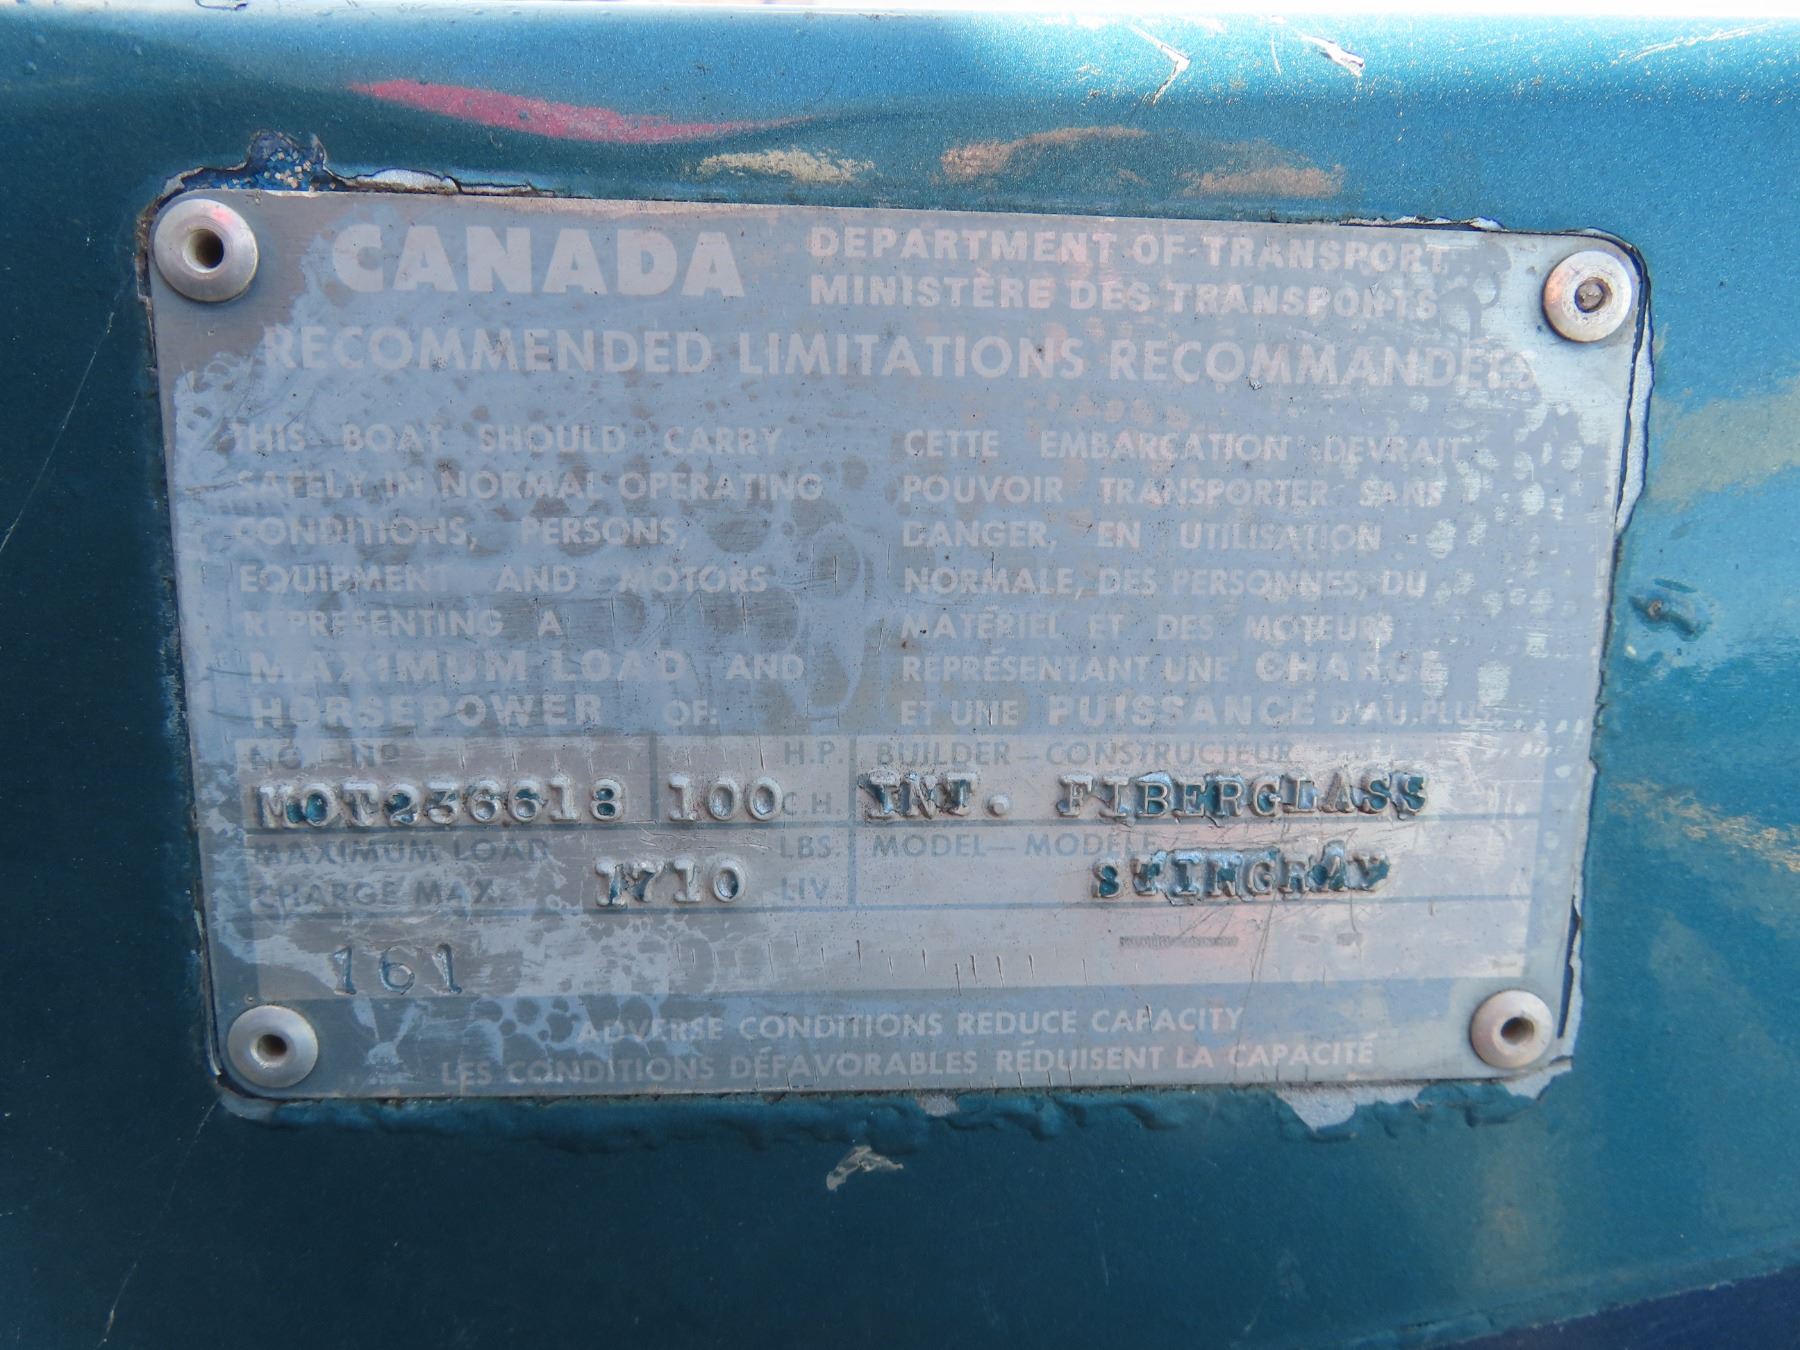 CANADA
DEPARTMENT OF TRANSPORT
MINISTÈRE DES TRANSPORTS
RECOMMENDED LIMITATIONS RECOMMANDÉES
THIS BOAT SHOULD CARRY
SAFELY IN NORMAL OPERATING
CONDITIONS, PERSONS,
EQUIPMENT AND MOTORS
REPRESENTING A
MAXIMUM LOAD AND
HORSEPOWER OF:
CETTE EMBARCATION DEVRAIT
POUVOIR TRANSPORTER SANS
DANGER, EN UTILISATION
NORMALE, DES PERSONNES, DU
MATÉRIEL ET DES MOTEURS
REPRÉSENTANT UNE CHARGE
ET UNE PUISSANCE D'AU PLUS
NO. — Nº H.P. BUILDER — CONSTRUCTEUR
MOT236618 100 C.H. INT. FIBERGLASS
MAXIMUM LOAD LBS. MODEL — MODÈLE
CHARGE MAX. 1710 LIV. STINGRAY
161
ADVERSE CONDITIONS REDUCE CAPACITY
LES CONDITIONS DÉFAVORABLES RÉDUISENT LA CAPACITÉ